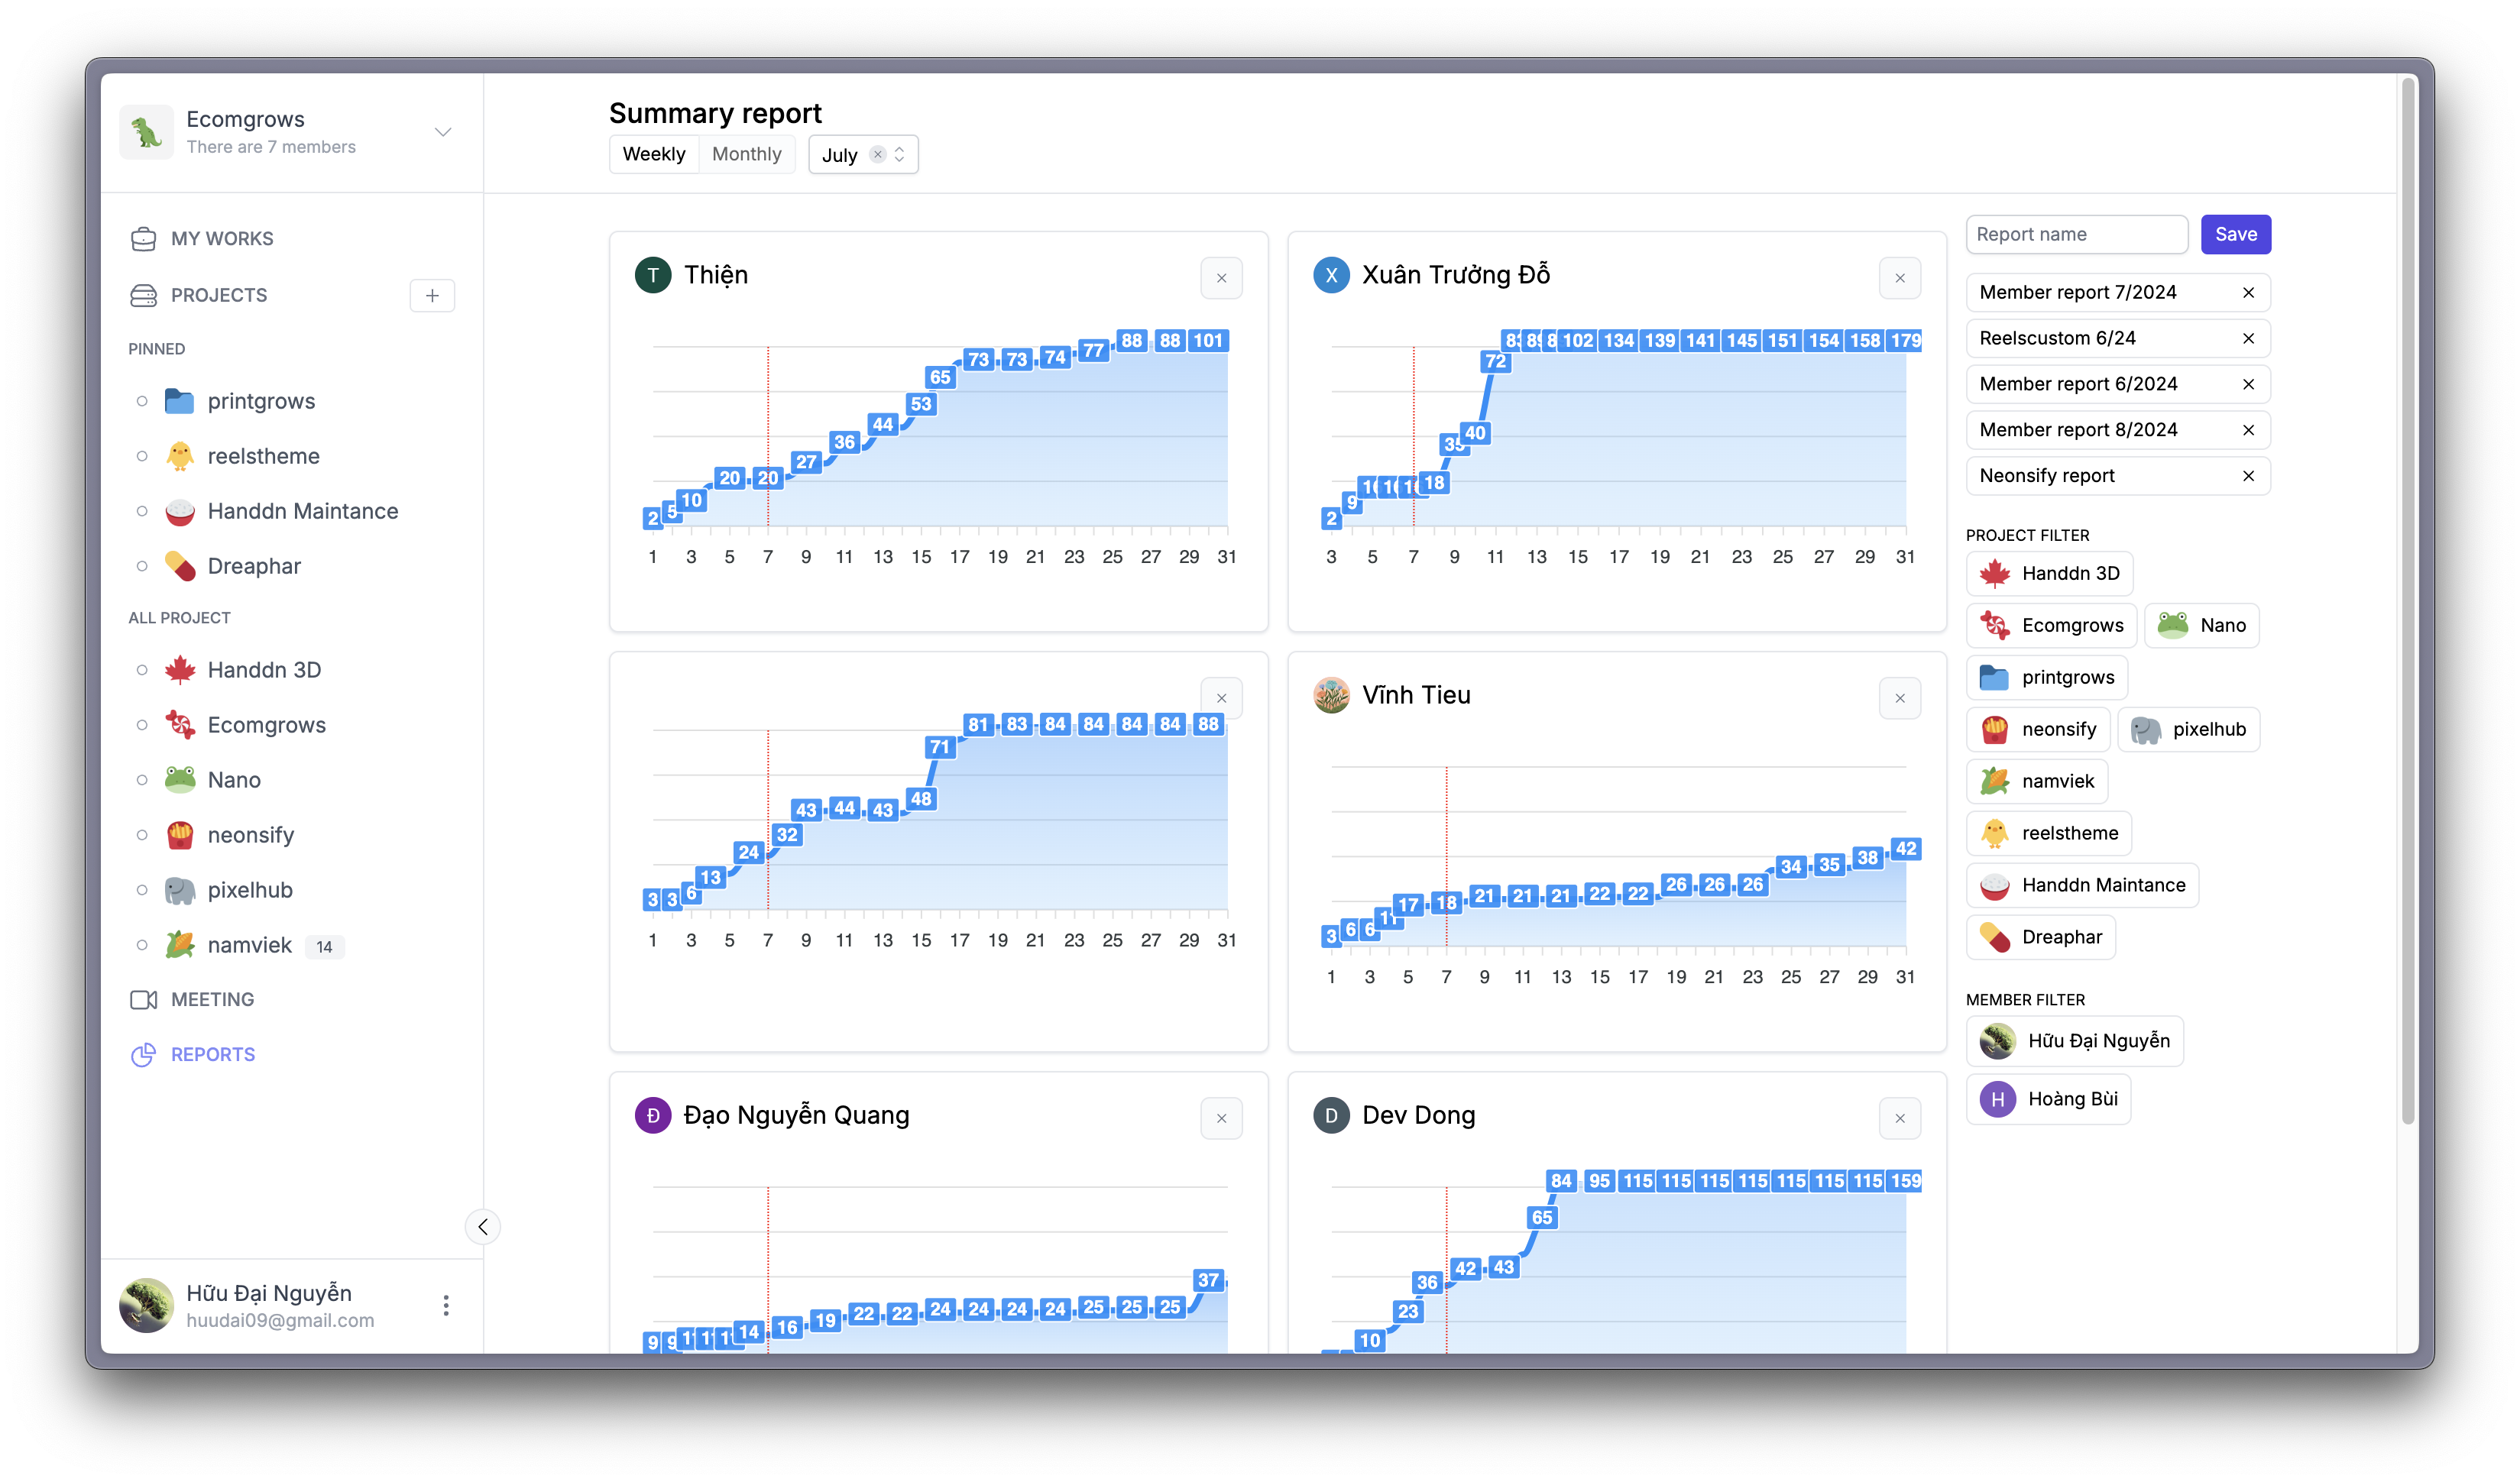 Ecomgrows
There are 7 members
MY WORKS
PROJECTS
PINNED
printgrows
reelstheme
Handdn Maintance
Dreaphar
ALL PROJECT
Handdn 3D
Ecomgrows
Nano
neonsify
pixelhub
namviek 14
MEETING
REPORTS
Hữu Đại Nguyễn
huudai09@gmail.com
Summary report
Weekly Monthly July
T Thiện
2 5 10 20 20 27 36 44 53 65 73 73 74 77 88 88 101
1 3 5 7 9 11 13 15 17 19 21 23 25 27 29 31
X Xuân Trưởng Đỗ
2 9 18 35 40 72 102 134 139 141 145 151 154 158 179
3 5 7 9 11 13 15 17 19 21 23 25 27 29 31
3 3 6 13 24 32 43 44 43 48 71 81 83 84 84 84 84 88
1 3 5 7 9 11 13 15 17 19 21 23 25 27 29 31
Vĩnh Tieu
3 6 6 17 18 21 21 21 22 22 26 26 26 34 35 38 42
1 3 5 7 9 11 13 15 17 19 21 23 25 27 29 31
Đ Đạo Nguyễn Quang
9 14 16 19 22 22 24 24 24 24 25 25 25 37
D Dev Dong
10 23 36 42 43 65 84 95 115 115 115 115 115 115 115 159
Report name Save
Member report 7/2024
Reelscustom 6/24
Member report 6/2024
Member report 8/2024
Neonsify report
PROJECT FILTER
Handdn 3D
Ecomgrows Nano
printgrows
neonsify pixelhub
namviek
reelstheme
Handdn Maintance
Dreaphar
MEMBER FILTER
Hữu Đại Nguyễn
H Hoàng Bùi